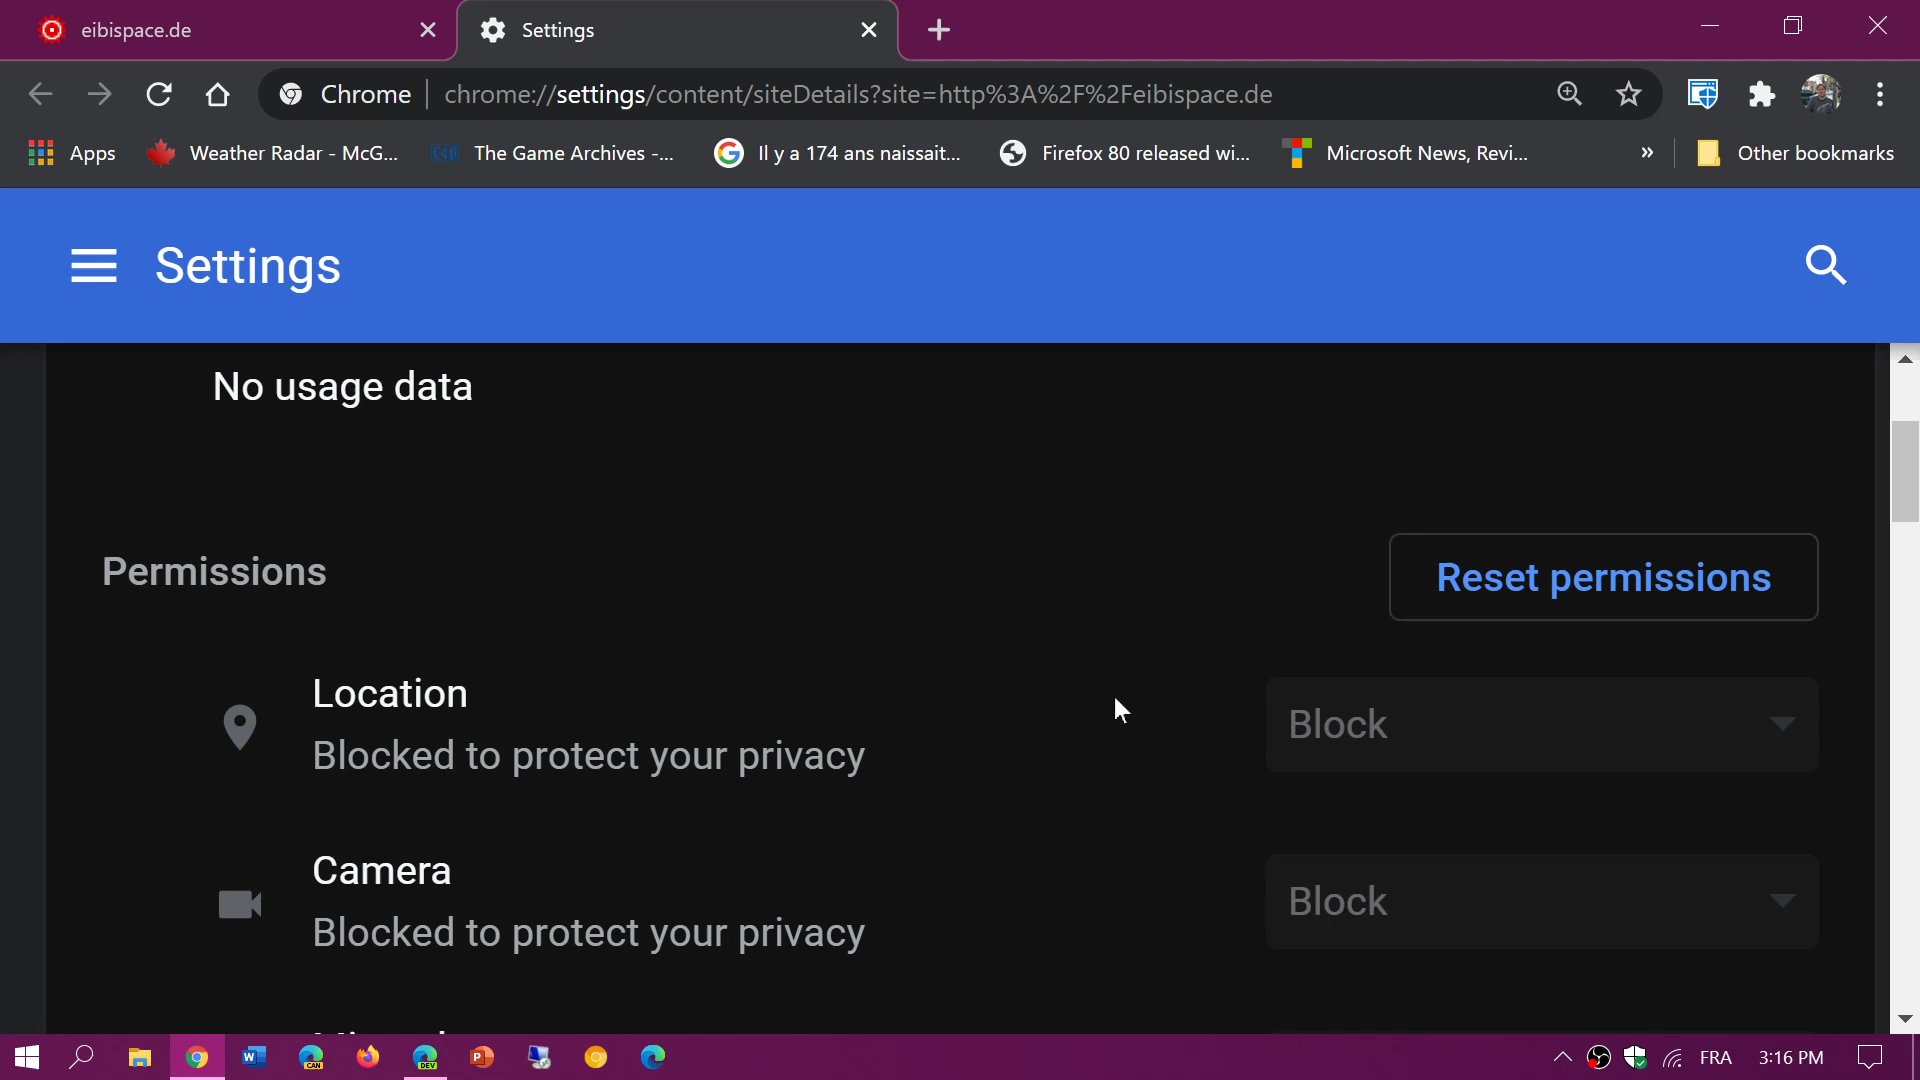 eibispace.de
Settings
Chrome
chrome://settings/content/siteDetails?site=http%3A%2F%2Feibispace.de
Apps
Weather Radar - McG...
The Game Archives -...
Il y a 174 ans naissait...
Firefox 80 released wi...
Microsoft News, Revi...
»
Other bookmarks
Settings
No usage data
Permissions
Reset permissions
Location
Blocked to protect your privacy
Block
Camera
Blocked to protect your privacy
Block
CAN
DEV
FRA
3:16 PM